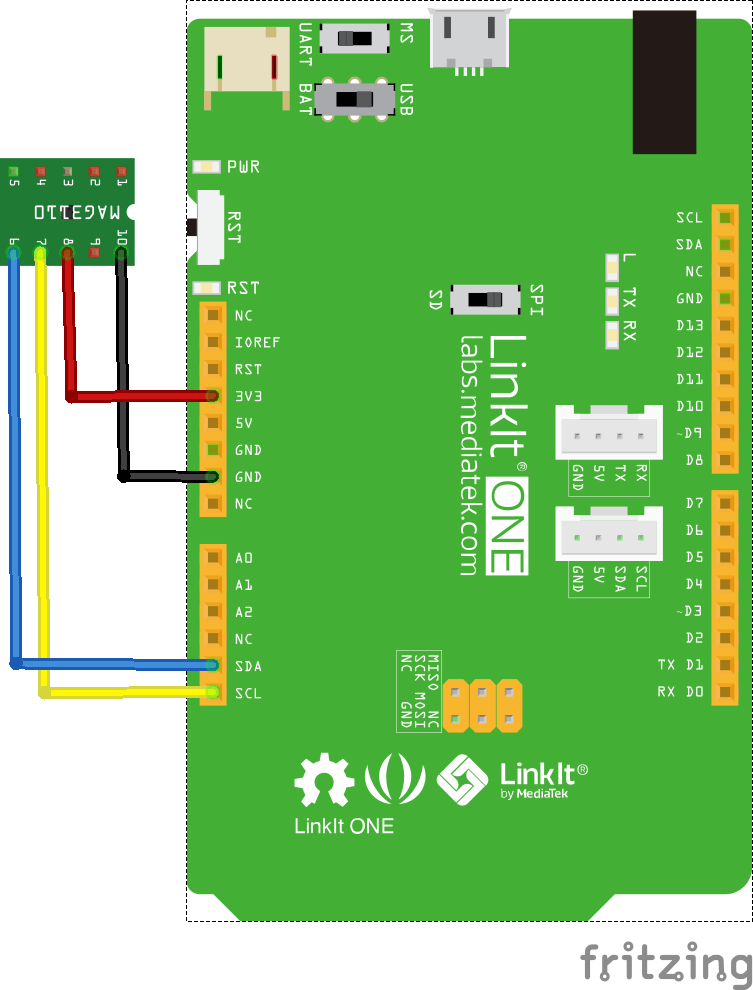 5 4 3 2 1
MAG3110
6 7 8 9 10
UART
MS
BAT
USB
PWR
RST
RST
NC
IOREF
RST
3V3
5V
GND
GND
NC
A0
A1
A2
NC
SDA
SCL
SD
SPI
L
TX
RX
LinkIt® ONE
labs.mediatek.com
SCL
SDA
NC
GND
D13
D12
D11
D10
~D9
D8
GND
5V
TX
RX
GND
5V
SDA
SCL
D7
D6
D5
D4
~D3
D2
TX D1
RX D0
MISO NC
SCK MOSI
NC GND
LinkIt®
by MediaTek
LinkIt ONE
fritzing